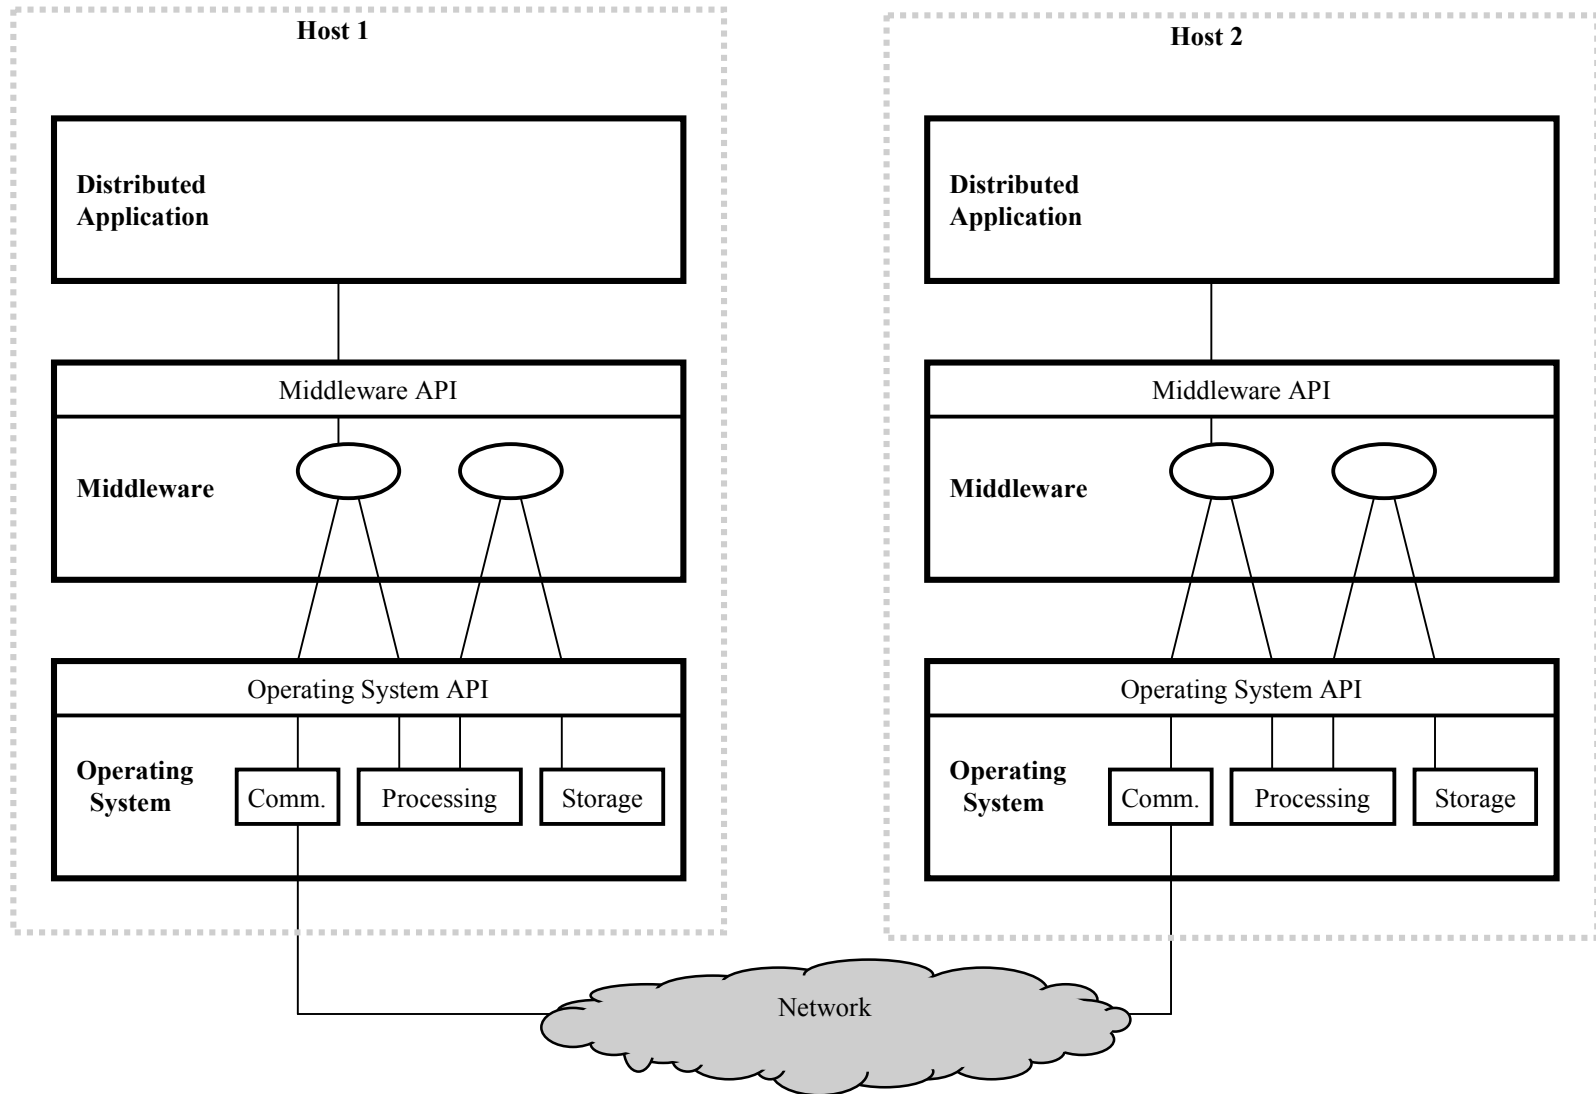 Host 1
Distributed
Application
Middleware API
Middleware
Operating System API
Operating
System
Comm.
Processing
Storage
Host 2
Distributed
Application
Middleware API
Middleware
Operating System API
Operating
System
Comm.
Processing
Storage
Network